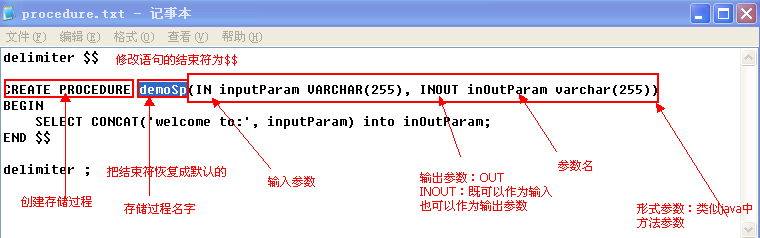 procedure.txt - 记事本
文件(F) 编辑(E) 格式(O) 查看(V) 帮助(H)
delimiter $$ 修改语句的结束符为$$
CREATE PROCEDURE demoSp(IN inputParam VARCHAR(255), INOUT inOutParam varchar(255))
BEGIN
SELECT CONCAT('welcome to:', inputParam) into inOutParam;
END $$
delimiter ;
把结束符恢复成默认的
创建存储过程
存储过程名字
输入参数
输出参数：OUT
INOUT：既可以作为输入
也可以作为输出参数
参数名
形式参数：类似java中
方法参数